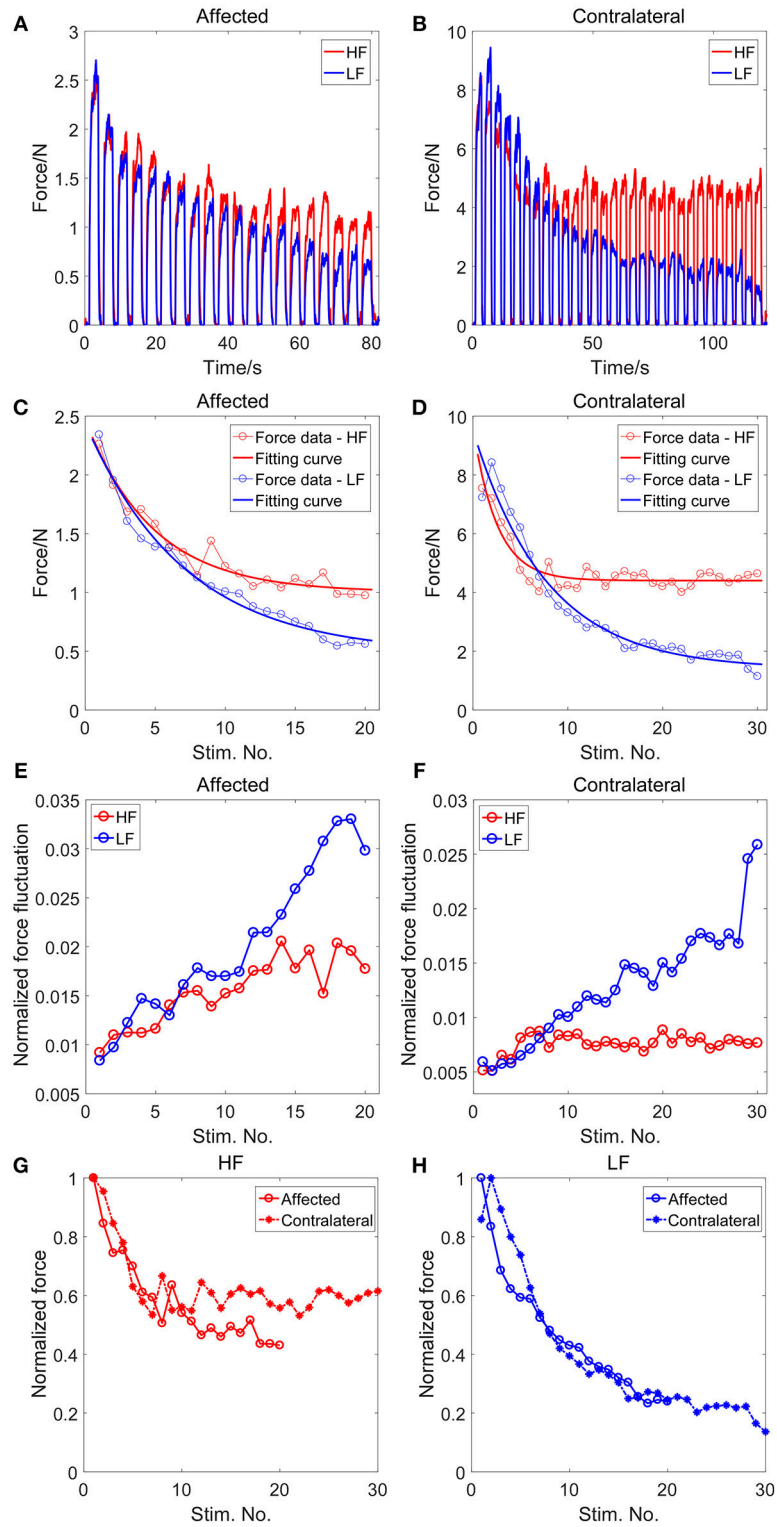 A
Affected
3
2.5
2
1.5
1
0.5
0
Force/N
HF
LF
0 20 40 60 80
Time/s
B
Contralateral
10
8
6
4
2
0
Force/N
HF
LF
0 50 100
Time/s
C
Affected
2.5
2
1.5
1
0.5
0
Force/N
Force data - HF
Fitting curve
Force data - LF
Fitting curve
0 5 10 15 20
Stim. No.
D
Contralateral
10
8
6
4
2
0
Force/N
Force data - HF
Fitting curve
Force data - LF
Fitting curve
0 10 20 30
Stim. No.
E
Affected
0.035
0.03
0.025
0.02
0.015
0.01
0.005
Normalized force fluctuation
HF
LF
0 5 10 15 20
Stim. No.
F
Contralateral
0.03
0.025
0.02
0.015
0.01
0.005
Normalized force fluctuation
HF
LF
0 10 20 30
Stim. No.
G
HF
1
0.8
0.6
0.4
0.2
0
Normalized force
Affected
Contralateral
0 10 20 30
Stim. No.
H
LF
1
0.8
0.6
0.4
0.2
0
Normalized force
Affected
Contralateral
0 10 20 30
Stim. No.